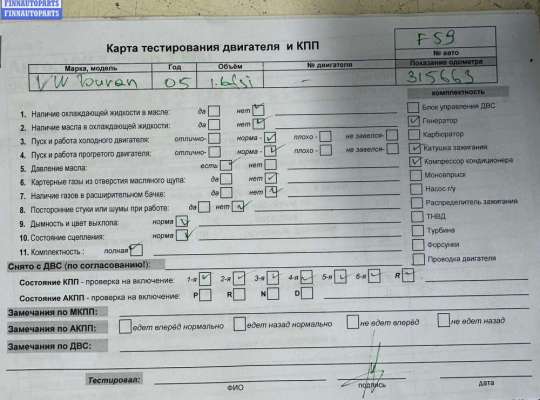 FINNAUTOPARTS
FINNAUTOPARTS
Карта тестирования двигателя и КПП
F59
№ авто
Марка, модель Год Объём № двигателя Показание одометра
VW Touran 05 1.6fsi - 315663
комплектность
1. Наличие охлаждающей жидкости в масле: да нет
2. Наличие масла в охлаждающей жидкости: да нет
3. Пуск и работа холодного двигателя: отлично- норма - плохо - не завелся-
4. Пуск и работа прогретого двигателя: отлично- норма - плохо - не завелся-
5. Давление масла: есть нет
6. Картерные газы из отверстия масляного щупа: да нет
7. Наличие газов в расширительном бачке: да нет
8. Посторонние стуки или шумы при работе: да нет
9. Дымность и цвет выхлопа: норма
10. Состояние сцепления: норма
11. Комплектность : полная
Блок управления ДВС
Генератор
Карбюратор
Катушка зажигания
Компрессор кондиционера
Моновпрыск
Насос г/у
Распределитель зажигания
ТНВД
Турбина
Форсунки
Проводка двигателя
Снято с ДВС (по согласованию!):
Состояние КПП - проверка на включение: 1-я 2-я 3-я 4-я 5-я 6-я R
Состояние АКПП - проверка на включение: P R N D
Замечания по МКПП:
Замечания по АКПП: едет вперёд нормально едет назад нормально не едет вперёд не едет назад
Замечания по ДВС:
Тестировал:
ФИО подпись дата